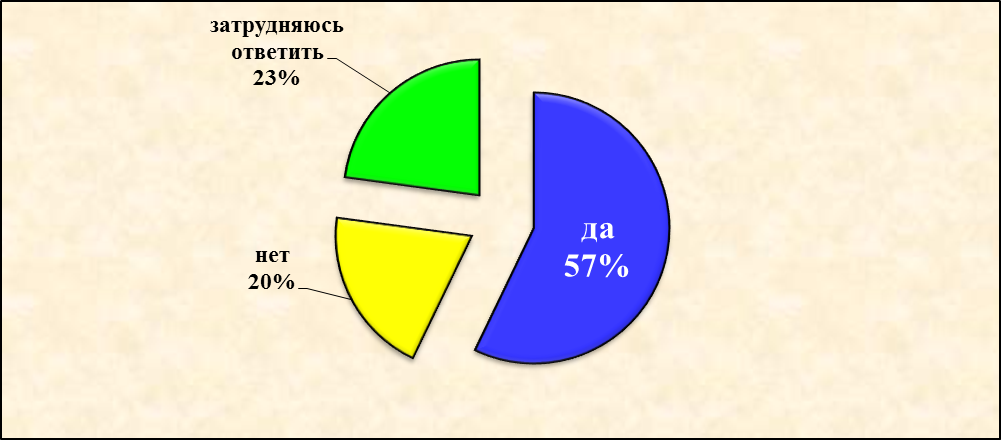 затрудняюсь
ответить
23%
да
57%
нет
20%